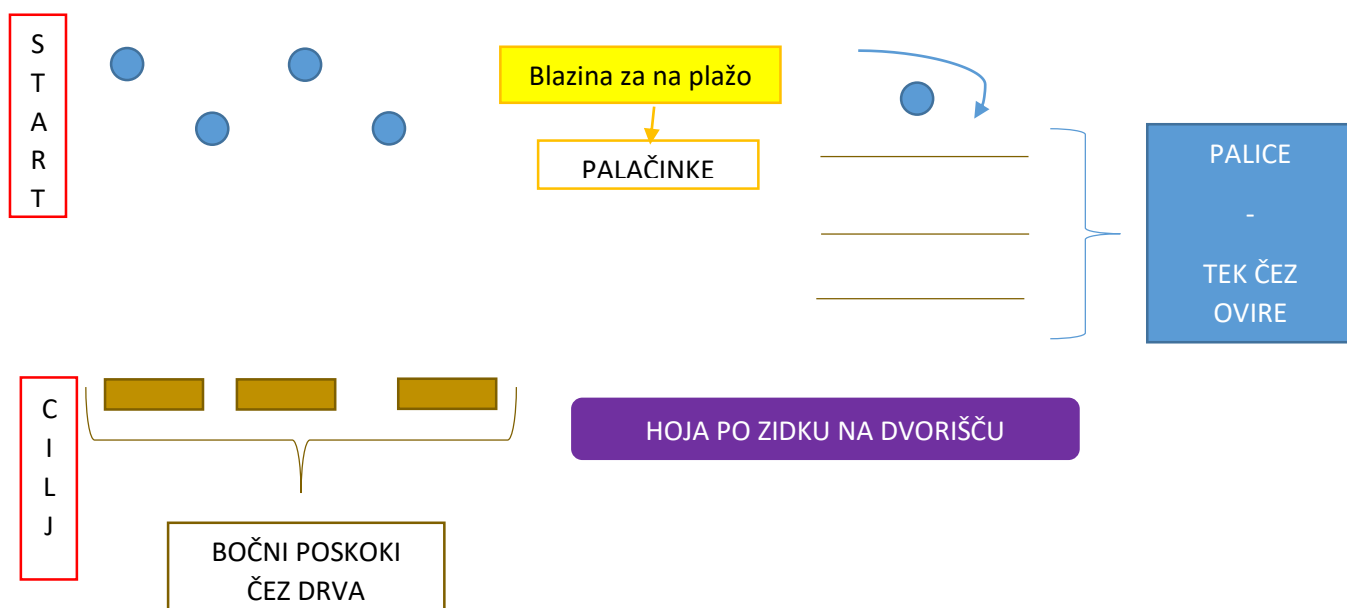 S
T
A
R
T
Blazina za na plažo
PALAČINKE
PALICE
-
TEK ČEZ
OVIRE
C
I
L
J
HOJA PO ZIDKU NA DVORIŠČU
BOČNI POSKOKI
ČEZ DRVA